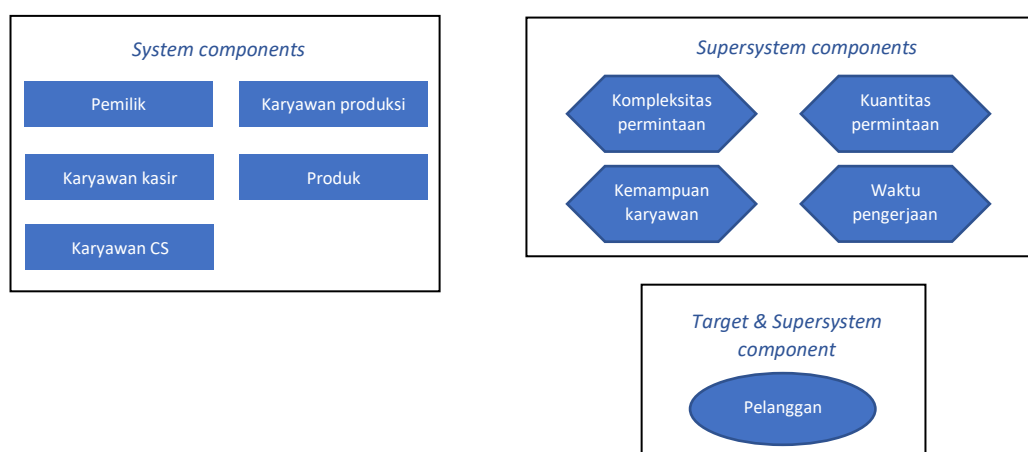 System components
Pemilik
Karyawan produksi
Karyawan kasir
Produk
Karyawan CS
Supersystem components
Kompleksitas
permintaan
Kuantitas
permintaan
Kemampuan
karyawan
Waktu
pengerjaan
Target & Supersystem
component
Pelanggan